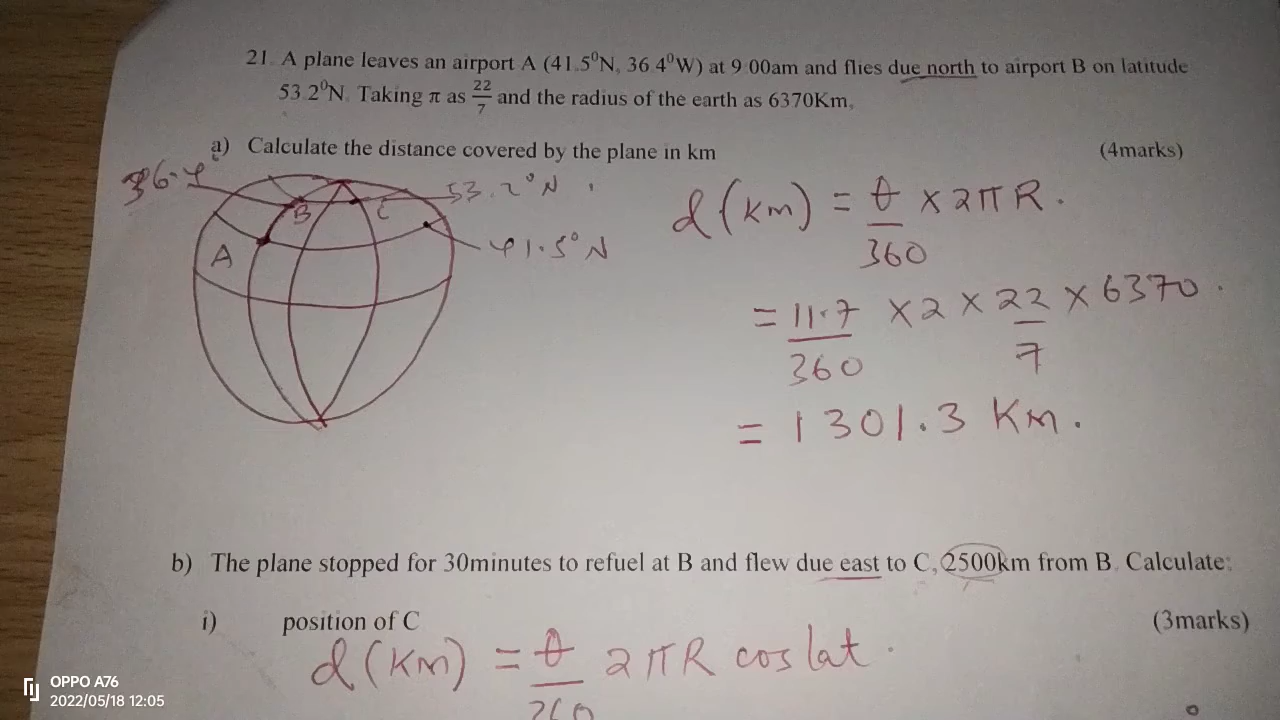 21. A plane leaves an airport A (41.5⁰N, 36.4⁰W) at 9.00am and flies due north to airport B on latitude
53.2⁰N. Taking π as 22/7 and the radius of the earth as 6370Km,
a) Calculate the distance covered by the plane in km (4marks)
36.4
B
C
53.2°N
A
41.5°N
d(km) = θ/360 × 2πR.
= 11.7/360 × 2 × 22/7 × 6370.
= 1301.3 Km.
b) The plane stopped for 30minutes to refuel at B and flew due east to C, 2500km from B. Calculate:
i) position of C (3marks)
d(km) = θ/360 2πR cos lat.
OPPO A76
2022/05/18 12:05